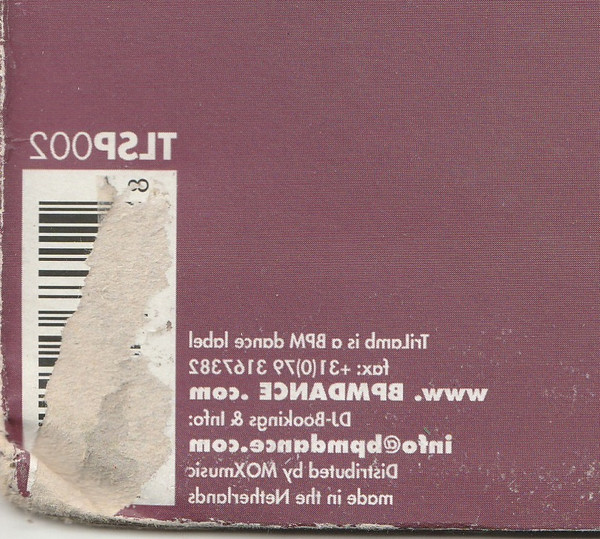 TLSP002
8
TriLamb is a BPM dance label
fax: +31(0)79 3167382
www. BPMDANCE .com
DJ-Bookings & Info:
info@bpmdance.com
Distributed by MOXmusic
made in the Netherlands